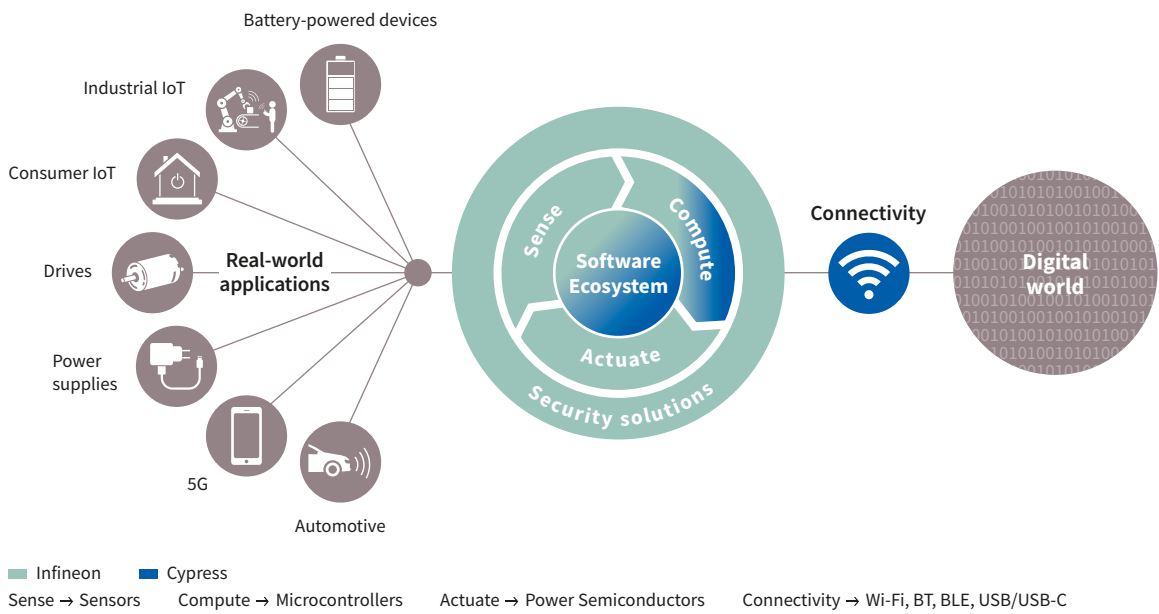 Battery-powered devices
Industrial IoT
Consumer IoT
Drives
Power
supplies
5G
Automotive
Real-world
applications
Sense
Compute
Actuate
Software
Ecosystem
Security solutions
Connectivity
Digital
world
Infineon
Cypress
Sense → Sensors
Compute → Microcontrollers
Actuate → Power Semiconductors
Connectivity → Wi-Fi, BT, BLE, USB/USB-C